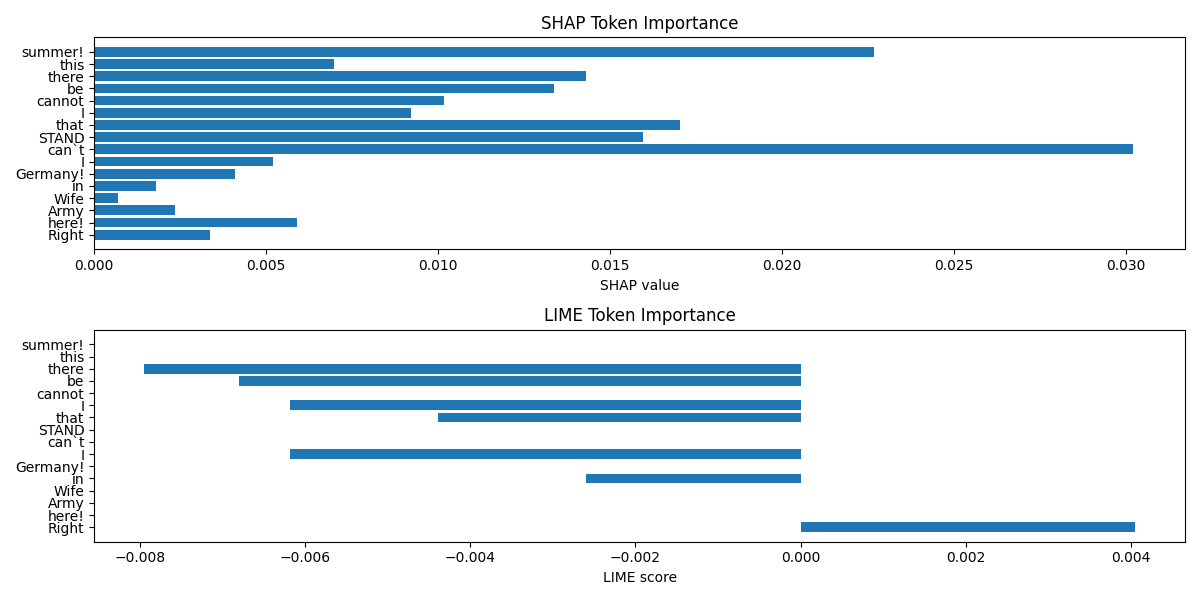 SHAP Token Importance
summer!
this
there
be
cannot
I
that
STAND
can`t
I
Germany!
in
Wife
Army
here!
Right
0.000 0.005 0.010 0.015 0.020 0.025 0.030
SHAP value
LIME Token Importance
summer!
this
there
be
cannot
I
that
STAND
can`t
I
Germany!
in
Wife
Army
here!
Right
−0.008 −0.006 −0.004 −0.002 0.000 0.002 0.004
LIME score